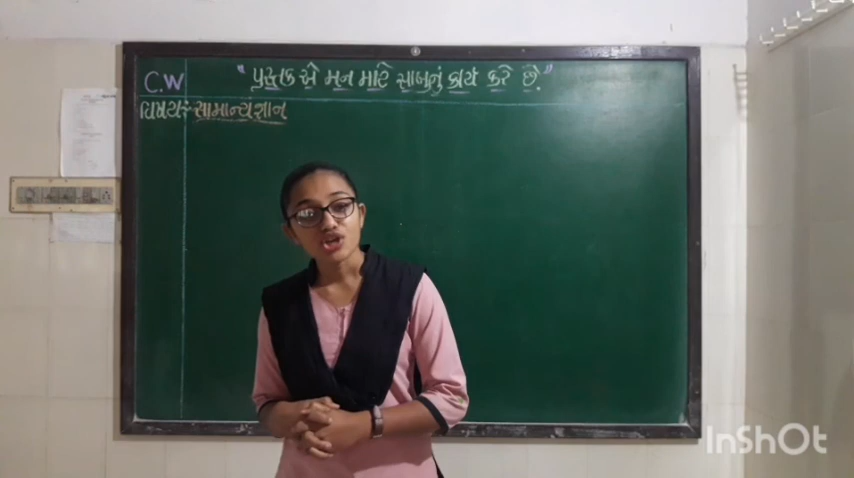 C.W
" પુસ્તક એ મન માટે સાબુનું કાર્ય કરે છે."
વિષય:- સામાન્યજ્ઞાન
InShOt